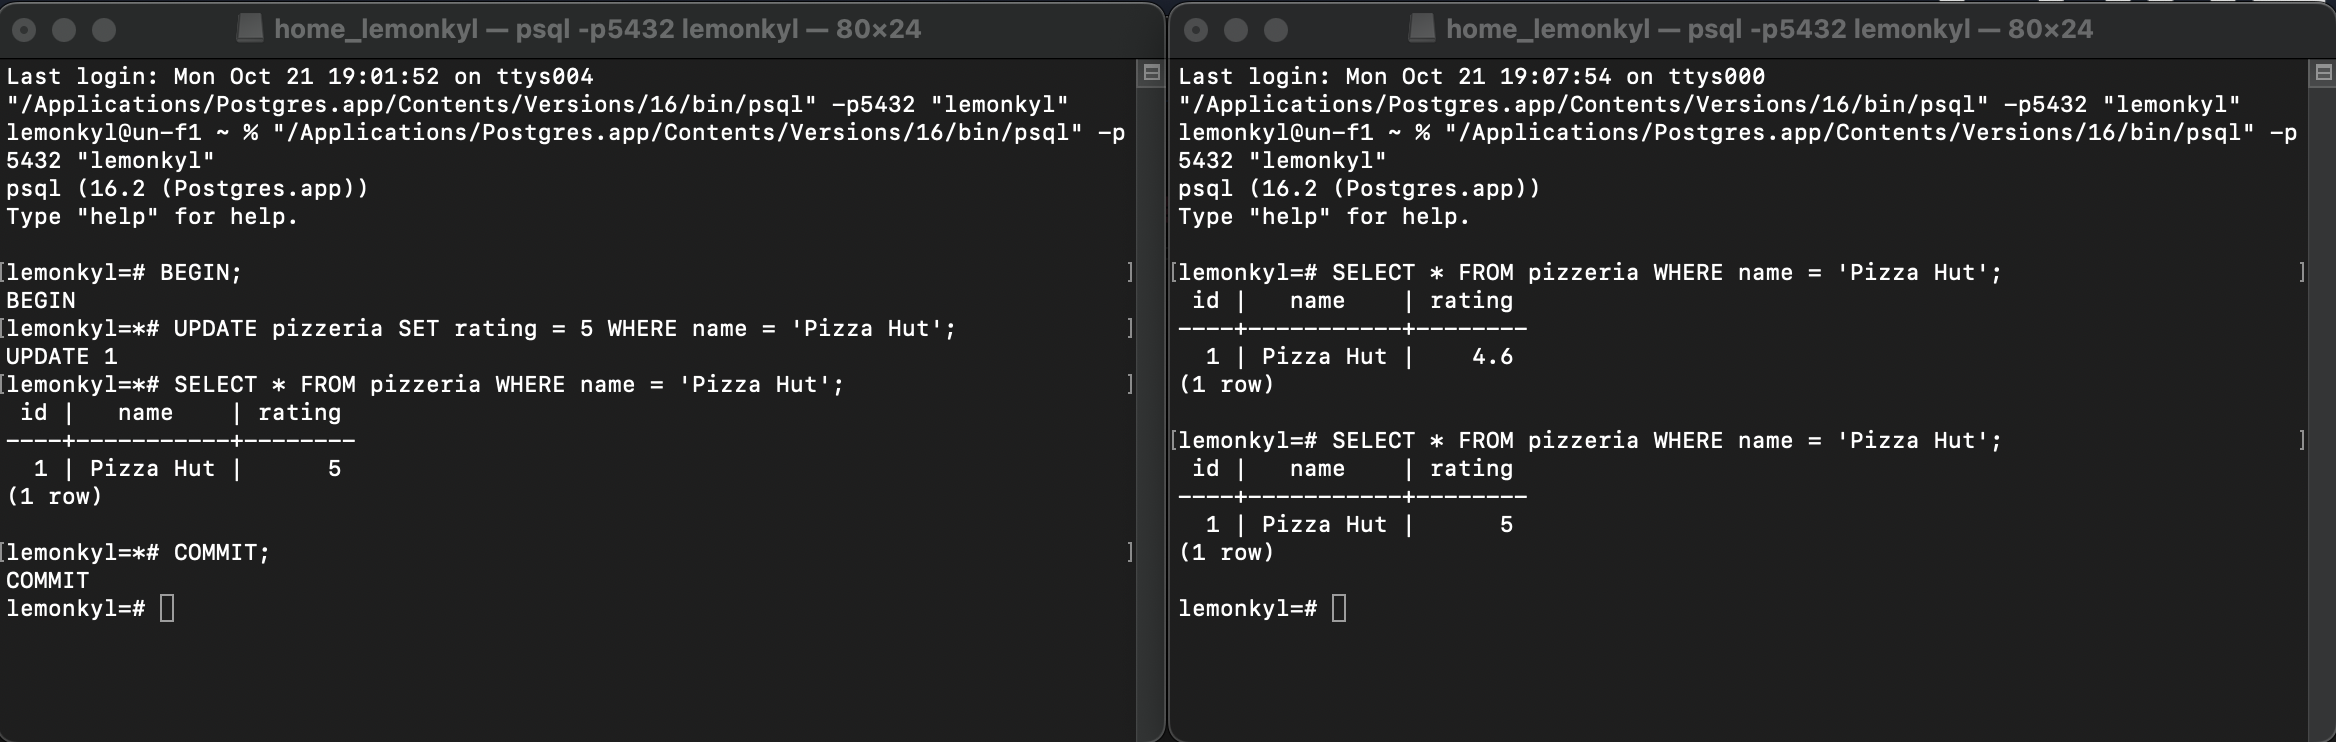 home_lemonkyl — psql -p5432 lemonkyl — 80×24
Last login: Mon Oct 21 19:01:52 on ttys004
"/Applications/Postgres.app/Contents/Versions/16/bin/psql" -p5432 "lemonkyl"
lemonkyl@un-f1 ~ % "/Applications/Postgres.app/Contents/Versions/16/bin/psql" -p
5432 "lemonkyl"
psql (16.2 (Postgres.app))
Type "help" for help.

[lemonkyl=# BEGIN; ]
BEGIN
[lemonkyl=*# UPDATE pizzeria SET rating = 5 WHERE name = 'Pizza Hut'; ]
UPDATE 1
[lemonkyl=*# SELECT * FROM pizzeria WHERE name = 'Pizza Hut'; ]
 id |   name    | rating
----+-----------+--------
  1 | Pizza Hut |      5
(1 row)

[lemonkyl=*# COMMIT; ]
COMMIT
lemonkyl=#
home_lemonkyl — psql -p5432 lemonkyl — 80×24
Last login: Mon Oct 21 19:07:54 on ttys000
"/Applications/Postgres.app/Contents/Versions/16/bin/psql" -p5432 "lemonkyl"
lemonkyl@un-f1 ~ % "/Applications/Postgres.app/Contents/Versions/16/bin/psql" -p
5432 "lemonkyl"
psql (16.2 (Postgres.app))
Type "help" for help.

[lemonkyl=# SELECT * FROM pizzeria WHERE name = 'Pizza Hut'; ]
 id |   name    | rating
----+-----------+--------
  1 | Pizza Hut |    4.6
(1 row)

[lemonkyl=# SELECT * FROM pizzeria WHERE name = 'Pizza Hut'; ]
 id |   name    | rating
----+-----------+--------
  1 | Pizza Hut |      5
(1 row)

lemonkyl=#